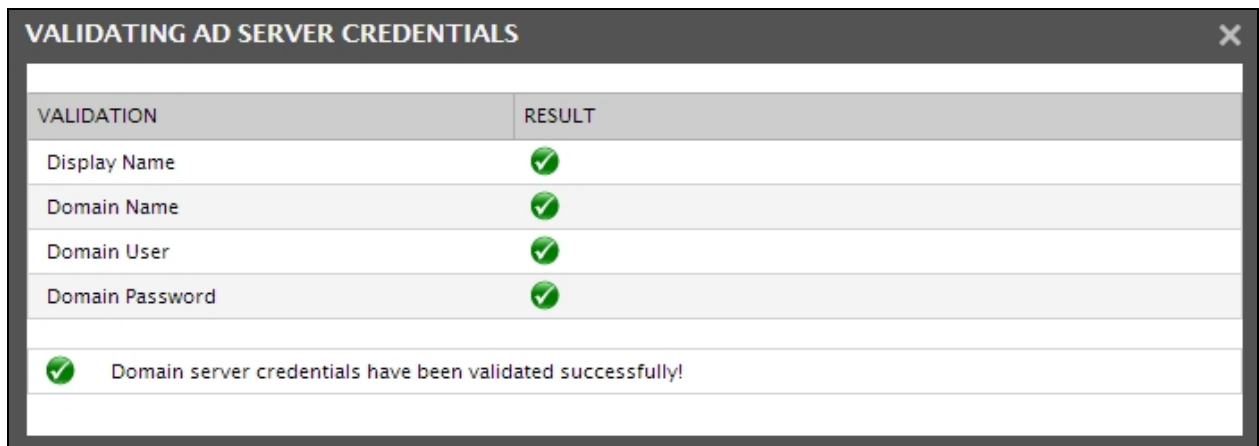 VALIDATING AD SERVER CREDENTIALS
VALIDATION RESULT
Display Name
Domain Name
Domain User
Domain Password
Domain server credentials have been validated successfully!